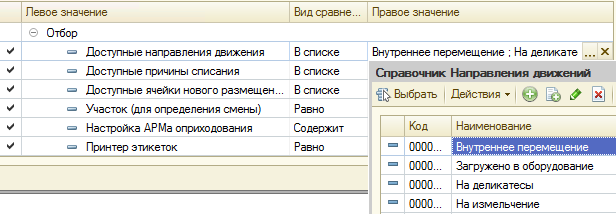 Левое значение Вид сравне... Правое значение
Отбор
Доступные направления движения В списке Внутреннее перемещение ; На деликате ... ×
Доступные причины списания В списке
Доступные ячейки нового размещен... В списке
Участок (для определения смены) Равно
Настройка АРМа оприходования Содержит
Принтер этикеток Равно
Справочник Направления движений
Выбрать Действия
Код Наименование
0000... Внутреннее перемещение
0000... Загружено в оборудование
0000... На деликатесы
0000... На измельчение